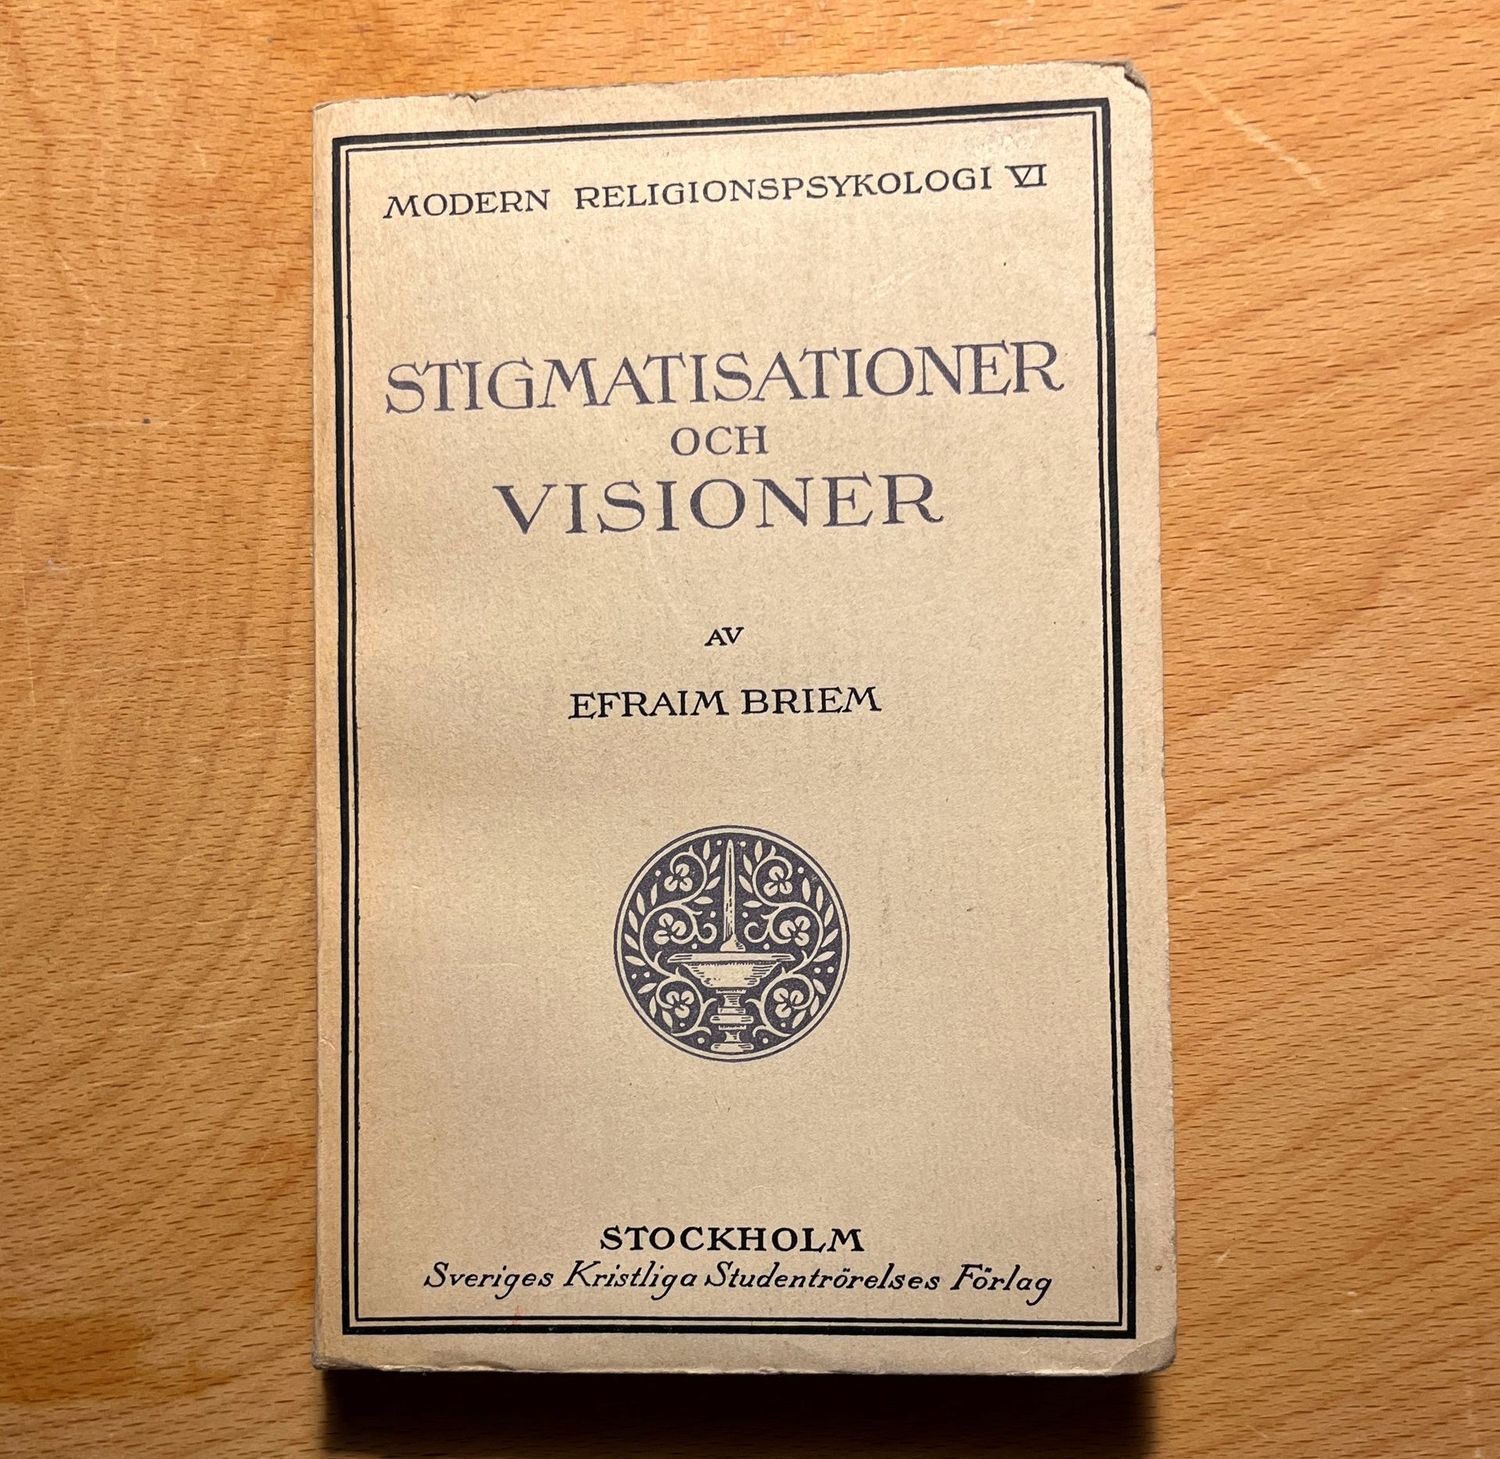 MODERN RELIGIONSPSYKOLOGI VI
STIGMATISATIONER
OCH
VISIONER
AV
EFRAIM BRIEM
STOCKHOLM
Sveriges Kristliga Studentrörelses Förlag